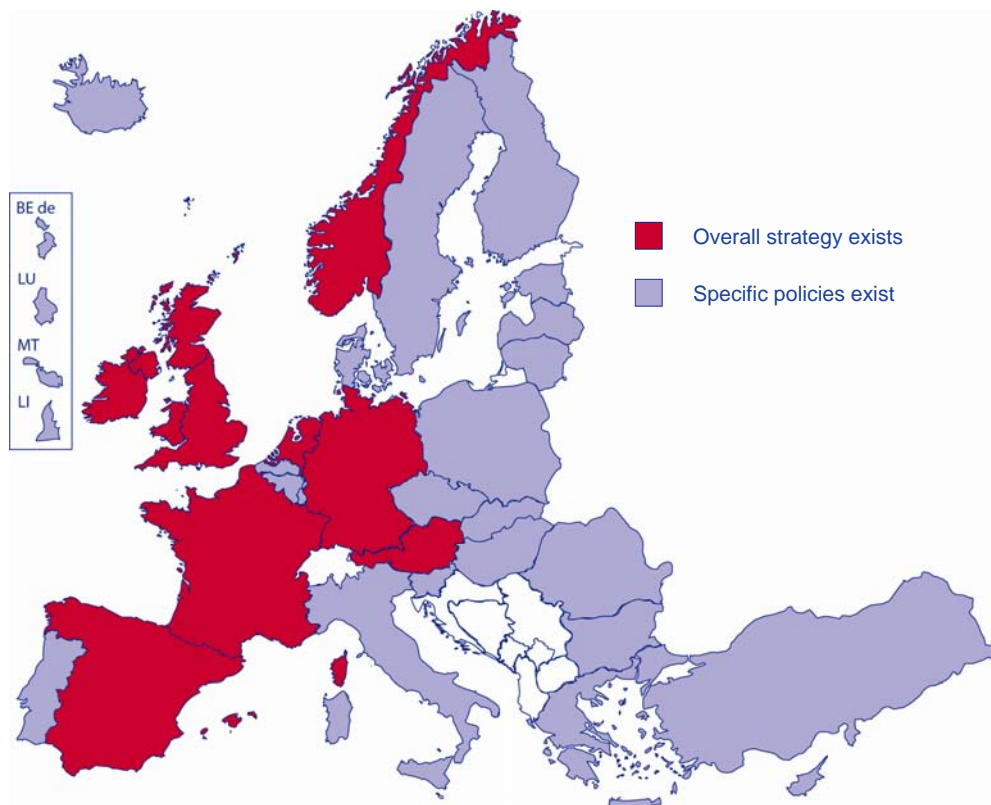 BE de
LU
MT
LI
Overall strategy exists
Specific policies exist